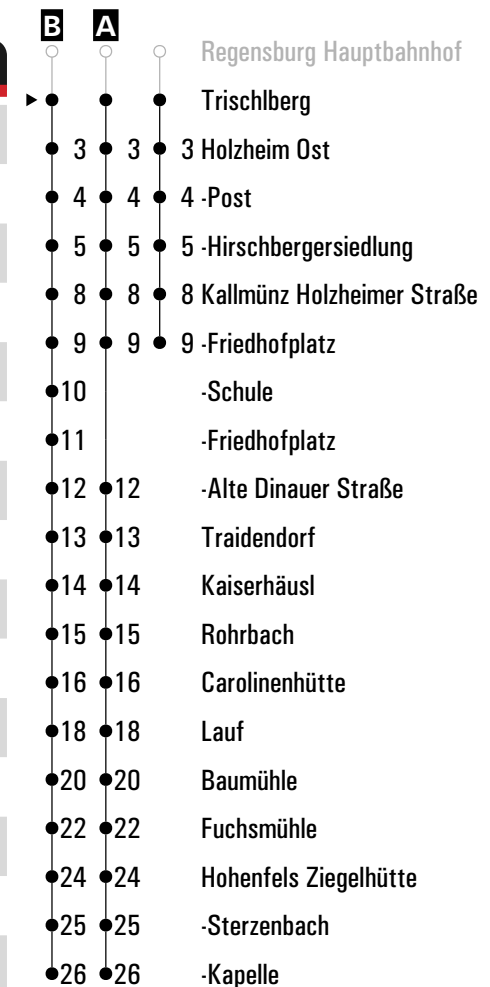 B A
Regensburg Hauptbahnhof
Trischlberg
3 3 3 Holzheim Ost
4 4 4 -Post
5 5 5 -Hirschbergersiedlung
8 8 8 Kallmünz Holzheimer Straße
9 9 9 -Friedhofplatz
10 -Schule
11 -Friedhofplatz
12 12 -Alte Dinauer Straße
13 13 Traidendorf
14 14 Kaiserhäusl
15 15 Rohrbach
16 16 Carolinenhütte
18 18 Lauf
20 20 Baumühle
22 22 Fuchsmühle
24 24 Hohenfels Ziegelhütte
25 25 -Sterzenbach
26 26 -Kapelle